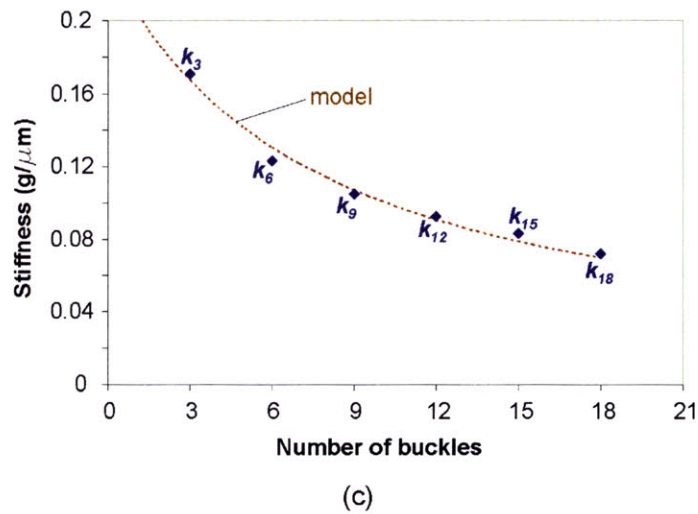 0.2
0.16
0.12
0.08
0.04
0
Stiffness (g/μm)
k3
model
k6
k9
k12
k15
k18
0 3 6 9 12 15 18 21
Number of buckles
(c)